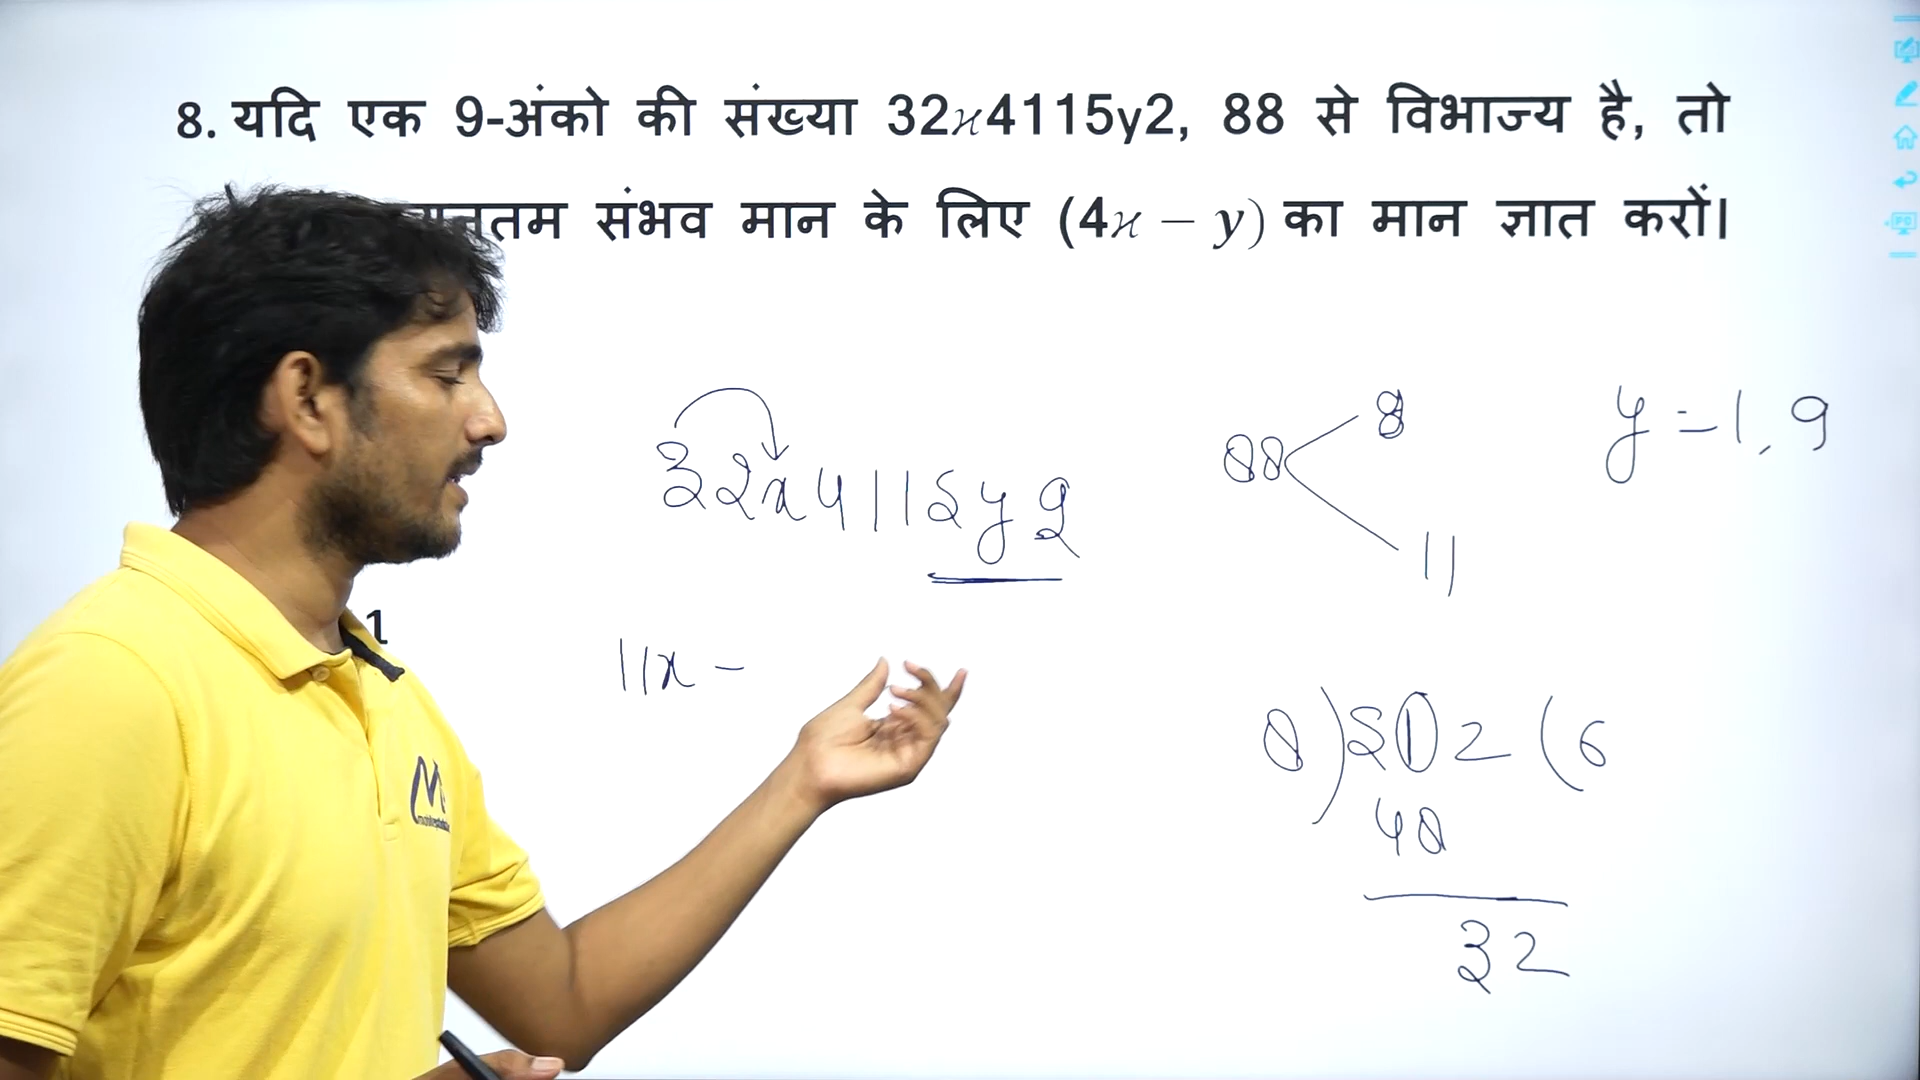 8. यदि एक 9-अंको की संख्या 32x4115y2, 88 से विभाज्य है, तो
संभव मान के लिए (4x − y) का मान ज्ञात करों।
32x4115y2
88
8
11
y = 1, 9
1
11x −
8)512(6
48
32